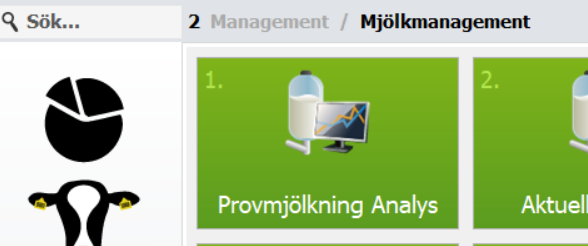 Sök...
2 Management / Mjölkmanagement
1.
Provmjölkning Analys
2.